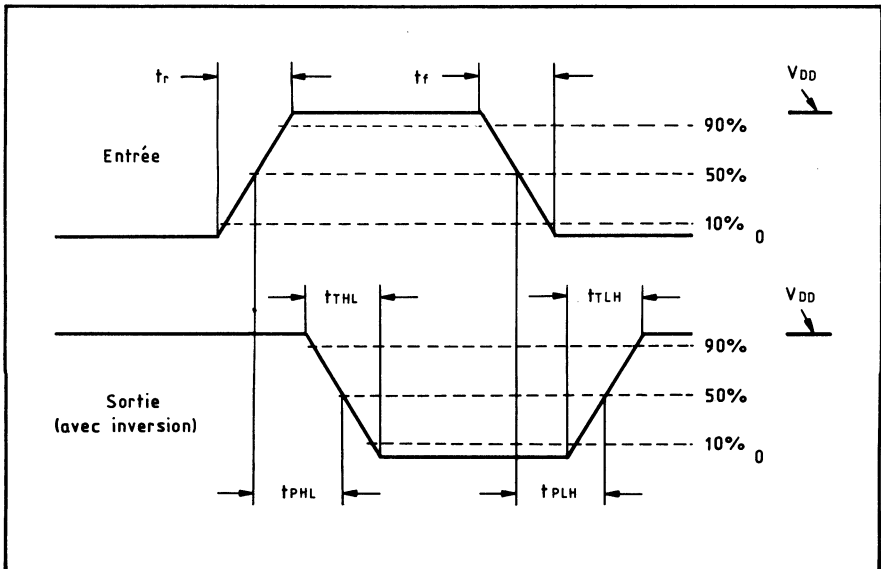 tr
tf
VDD
90%
Entrée
50%
10%
0
tTHL
tTLH
VDD
90%
50%
Sortie
(avec inversion)
10%
0
tPHL
tPLH